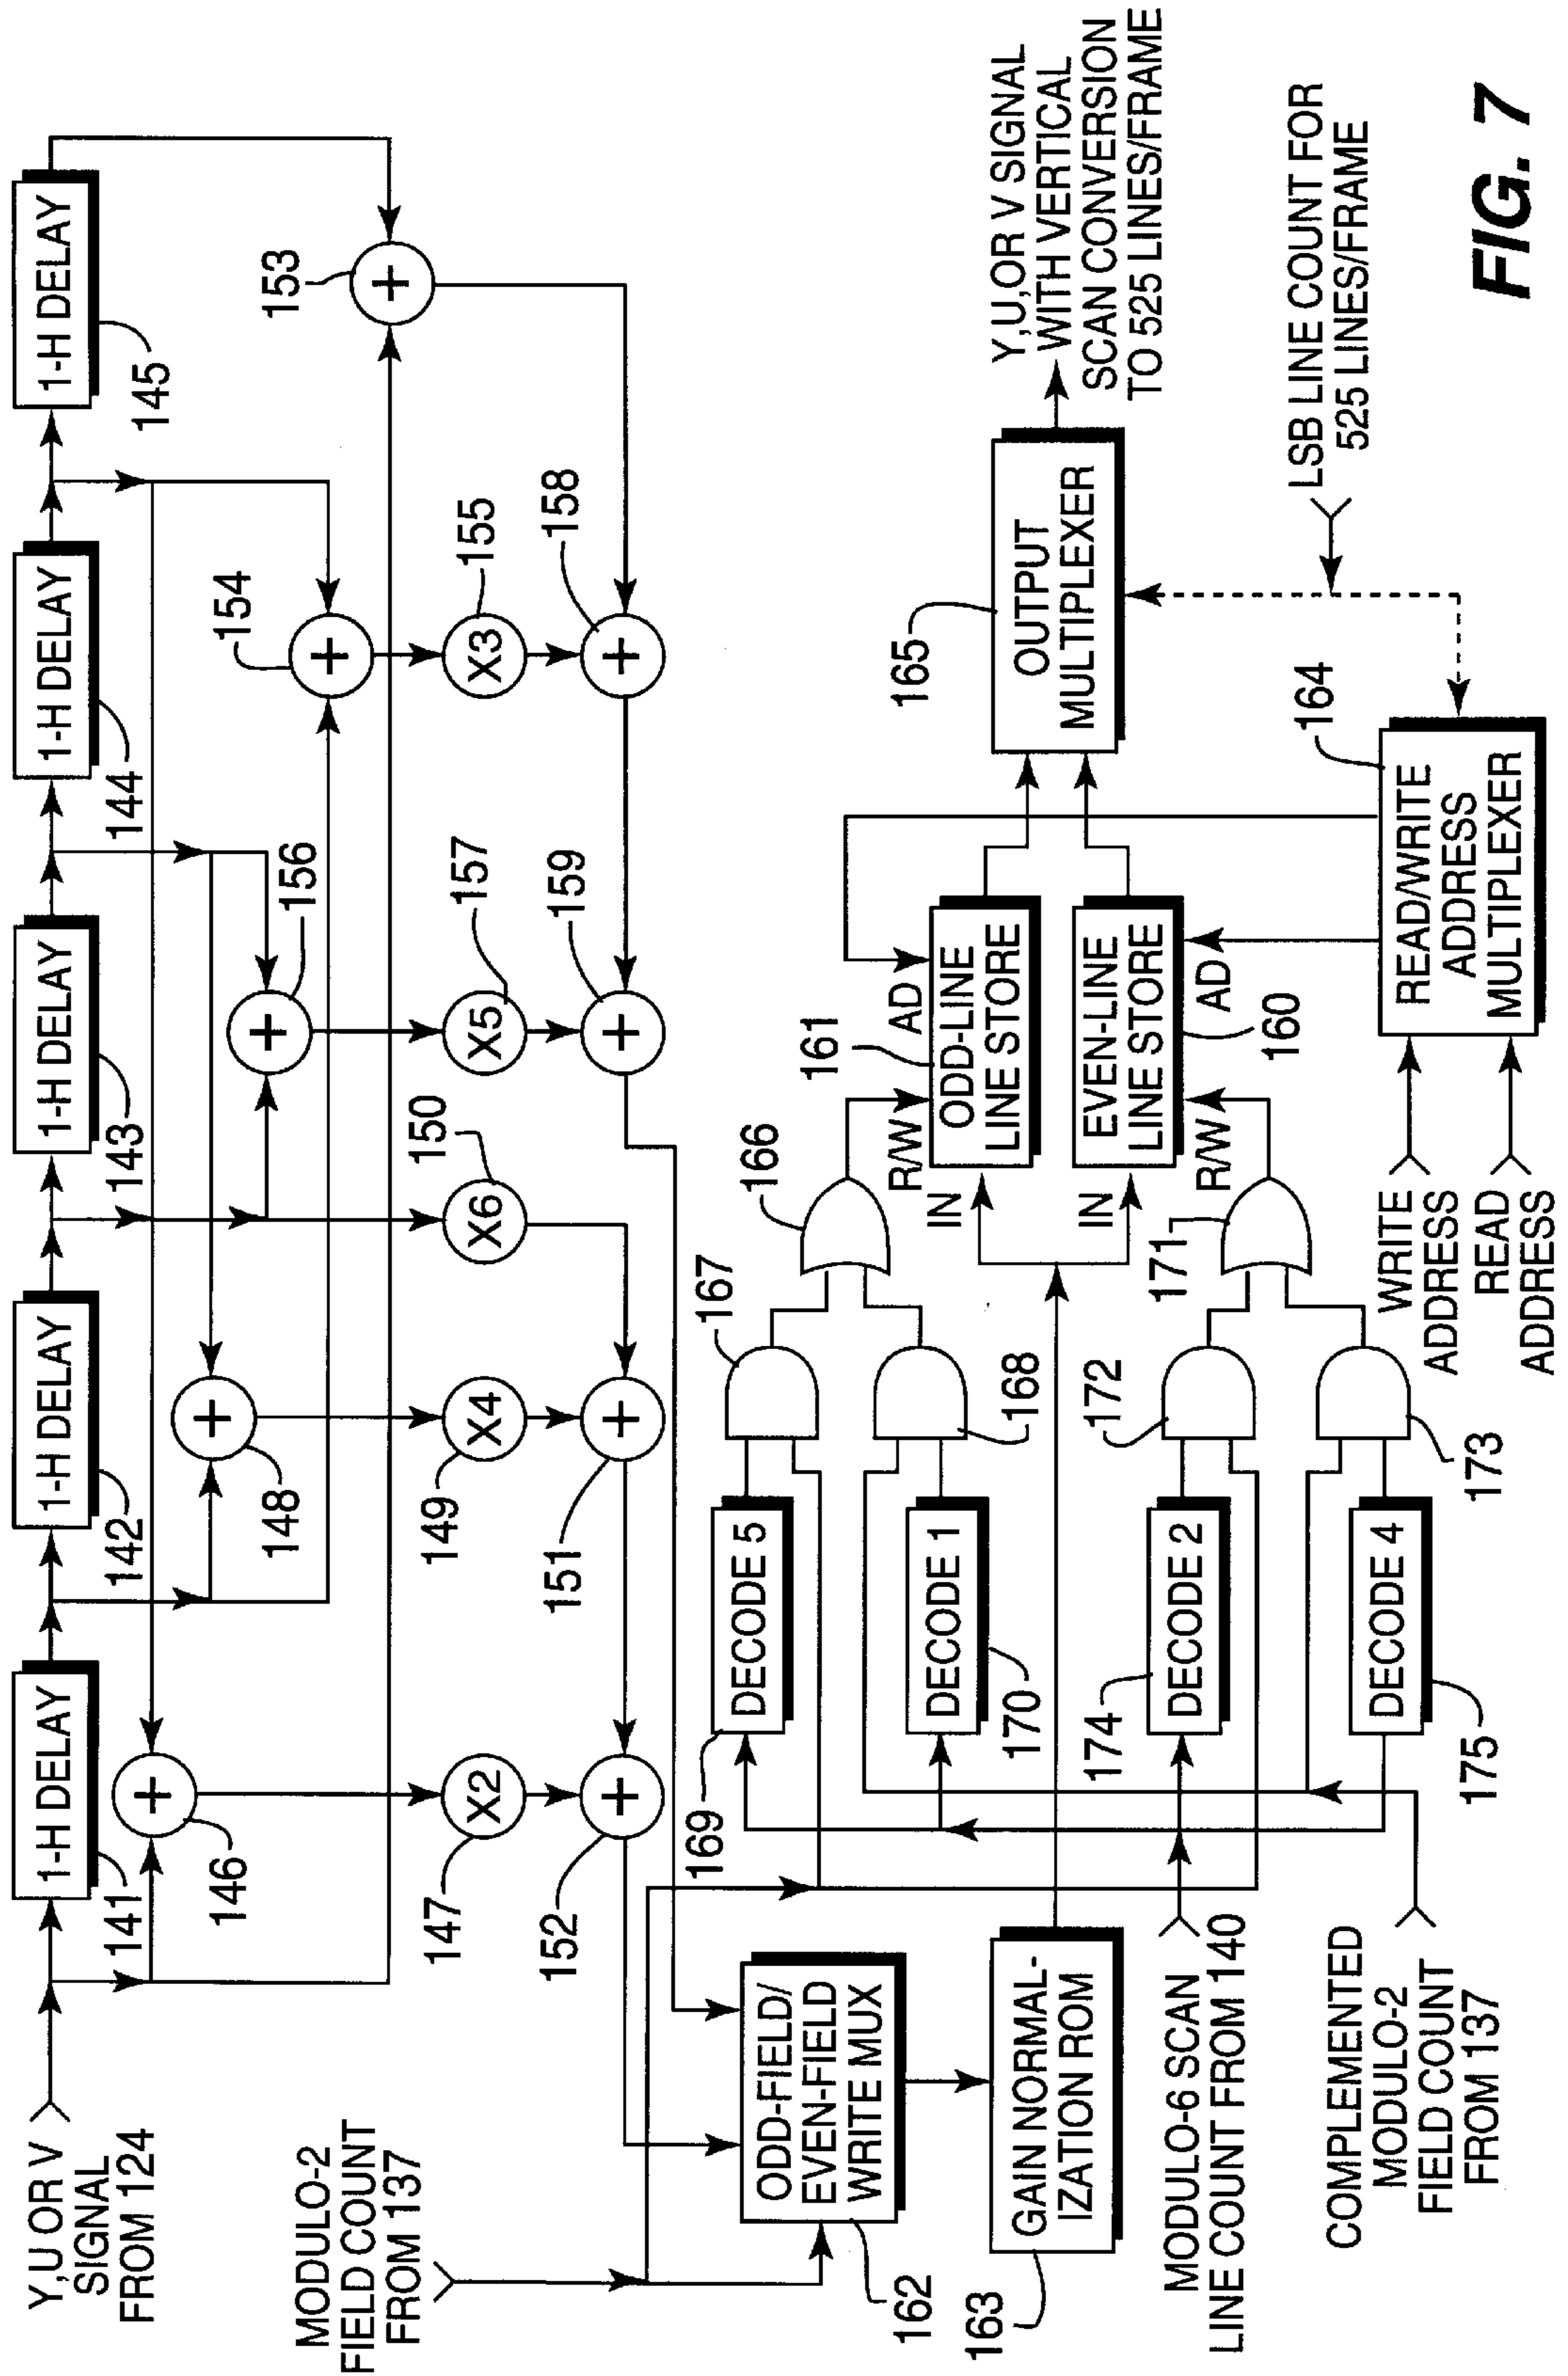 Y,U OR V
SIGNAL
FROM 124
1-H DELAY
141
1-H DELAY
142
1-H DELAY
143
1-H DELAY
144
1-H DELAY
145
+
146
+
148
+
156
+
154
+
153
X2
147
X4
149
X6
150
X5
157
X3
155
+
152
+
151
+
159
+
158
MODULO-2
FIELD COUNT
FROM 137
ODD-FIELD/
EVEN-FIELD
WRITE MUX
162
GAIN NORMAL-
IZATION ROM
163
MODULO-6 SCAN
LINE COUNT FROM 140
COMPLEMENTED
MODULO-2
FIELD COUNT
FROM 137
DECODE 5
169
DECODE 1
170
DECODE 2
174
DECODE 4
175
167
168
172
173
166
171
R/W
AD
IN
ODD-LINE
LINE STORE
161
IN
EVEN-LINE
LINE STORE
R/W
AD
160
WRITE
ADDRESS
READ
ADDRESS
READ/WRITE
ADDRESS
MULTIPLEXER
164
OUTPUT
MULTIPLEXER
165
Y,U,OR V SIGNAL
WITH VERTICAL
SCAN CONVERSION
TO 525 LINES/FRAME
LSB LINE COUNT FOR
525 LINES/FRAME
FIG. 7